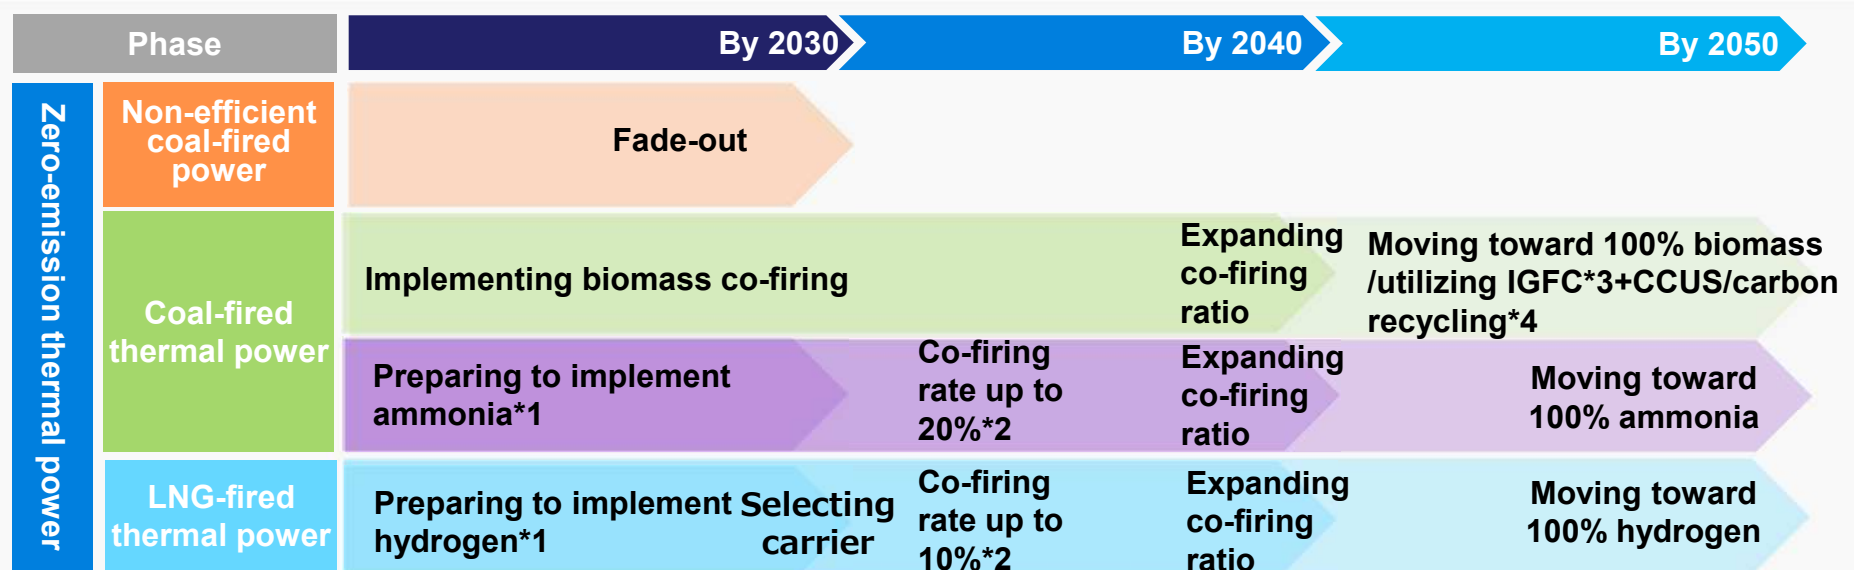 Phase
By 2030
By 2040
By 2050
Zero-emission thermal power
Non-efficient
coal-fired
power
Fade-out
Coal-fired
thermal power
Implementing biomass co-firing
Expanding
co-firing
ratio
Moving toward 100% biomass
/utilizing IGFC*3+CCUS/carbon
recycling*4
Preparing to implement
ammonia*1
Co-firing
rate up to
20%*2
Expanding
co-firing
ratio
Moving toward
100% ammonia
LNG-fired
thermal power
Preparing to implement
hydrogen*1
Selecting
carrier
Co-firing
rate up to
10%*2
Expanding
co-firing
ratio
Moving toward
100% hydrogen